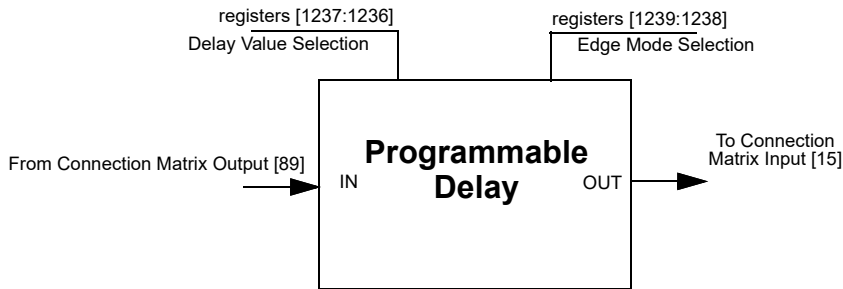 registers [1237:1236]
Delay Value Selection
registers [1239:1238]
Edge Mode Selection
From Connection Matrix Output [89]
IN
Programmable
Delay
OUT
To Connection
Matrix Input [15]